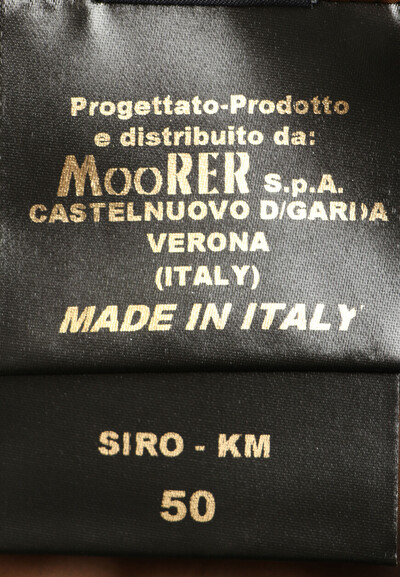 Progettato-Prodotto
e distribuito da:
MooRER S.p.A.
CASTELNUOVO D/GARDA
VERONA
(ITALY)
MADE IN ITALY
SIRO - KM
50